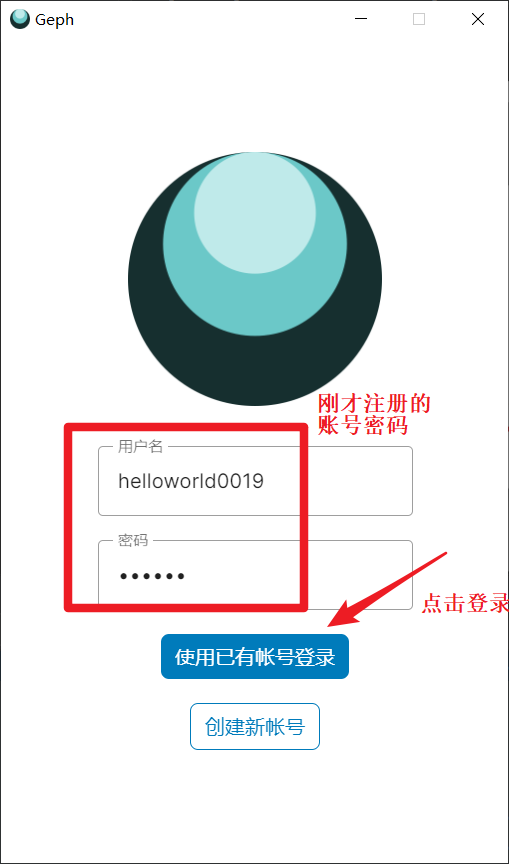 Geph
刚才注册的
账号密码
用户名
helloworld0019
密码
••••••
点击登录
使用已有帐号登录
创建新帐号